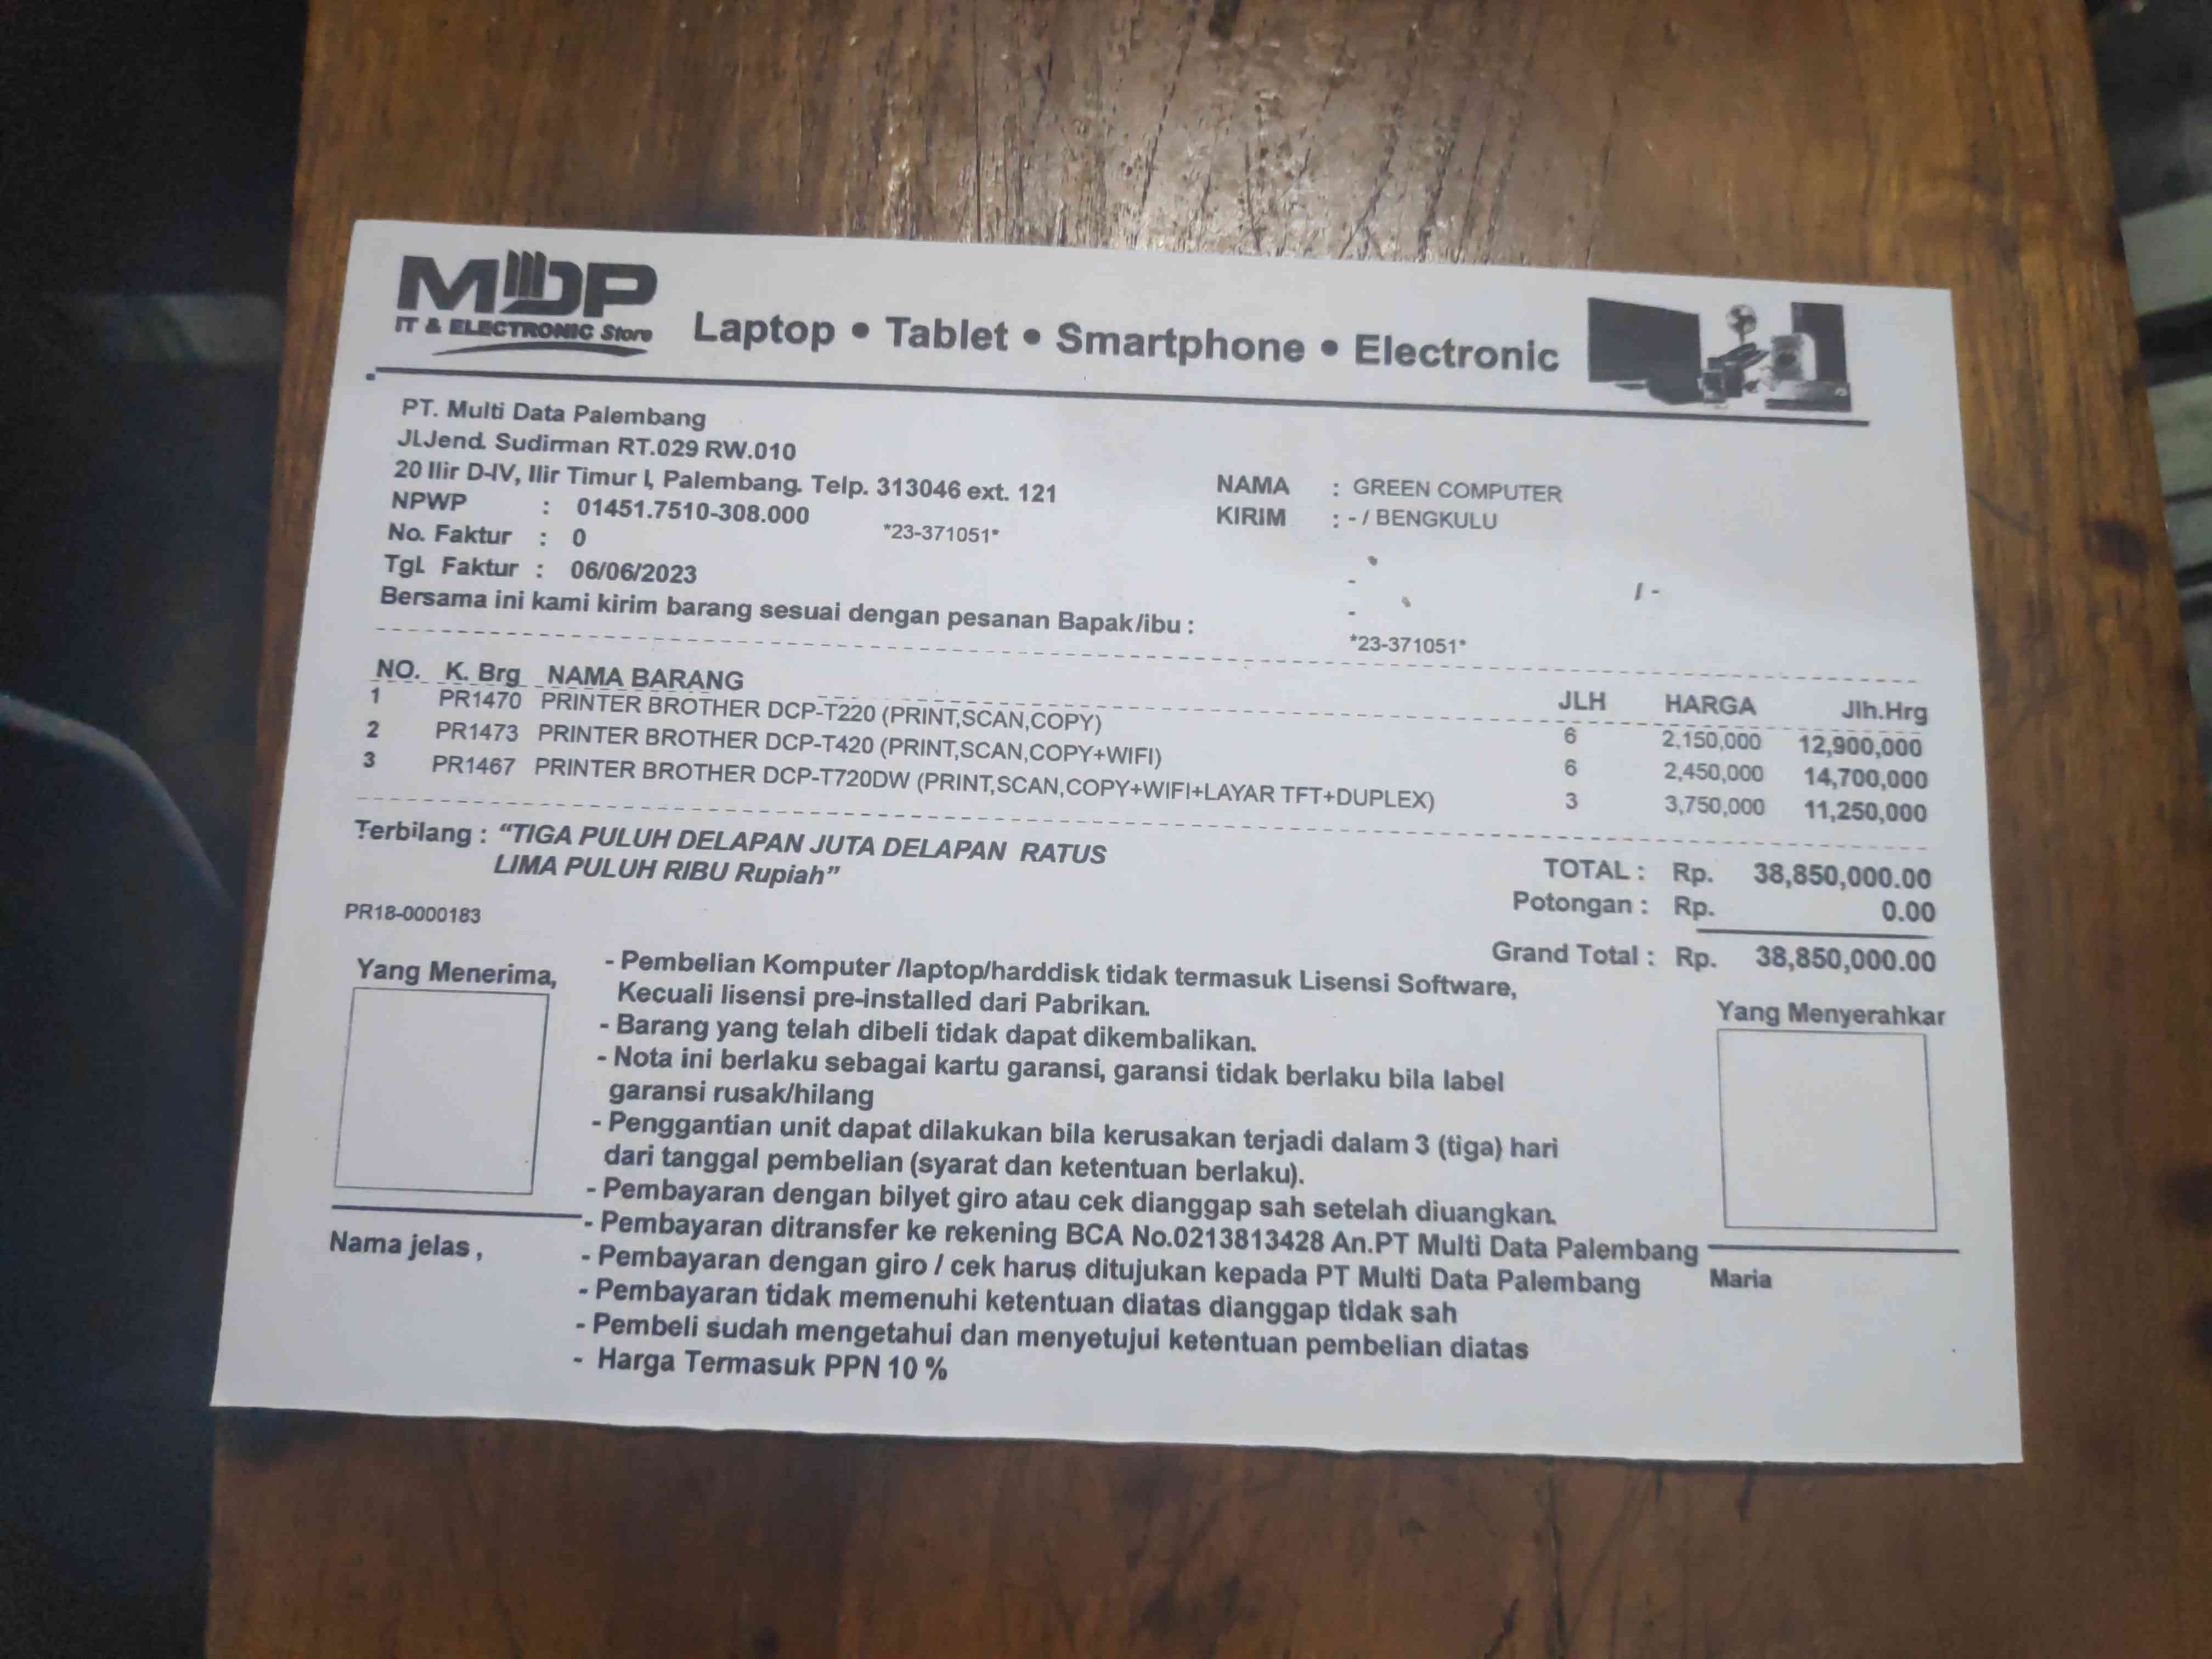 MDP
IT & ELECTRONIC Store
Laptop • Tablet • Smartphone • Electronic
PT. Multi Data Palembang
Jl.Jend. Sudirman RT.029 RW.010
20 Ilir D-IV, Ilir Timur I, Palembang. Telp. 313046 ext. 121
NPWP : 01451.7510-308.000
No. Faktur : 0 *23-371051*
Tgl. Faktur : 06/06/2023
Bersama ini kami kirim barang sesuai dengan pesanan Bapak/ibu :
NAMA : GREEN COMPUTER
KIRIM : - / BENGKULU
- / -
-
*23-371051*
NO. K. Brg NAMA BARANG JLH HARGA Jlh.Hrg
1 PR1470 PRINTER BROTHER DCP-T220 (PRINT,SCAN,COPY) 6 2,150,000 12,900,000
2 PR1473 PRINTER BROTHER DCP-T420 (PRINT,SCAN,COPY+WIFI) 6 2,450,000 14,700,000
3 PR1467 PRINTER BROTHER DCP-T720DW (PRINT,SCAN,COPY+WIFI+LAYAR TFT+DUPLEX) 3 3,750,000 11,250,000
Terbilang : “TIGA PULUH DELAPAN JUTA DELAPAN RATUS
LIMA PULUH RIBU Rupiah”
TOTAL : Rp. 38,850,000.00
Potongan : Rp. 0.00
Grand Total : Rp. 38,850,000.00
PR18-0000183
Yang Menerima,
- Pembelian Komputer /laptop/harddisk tidak termasuk Lisensi Software,
Kecuali lisensi pre-installed dari Pabrikan.
- Barang yang telah dibeli tidak dapat dikembalikan.
- Nota ini berlaku sebagai kartu garansi, garansi tidak berlaku bila label
garansi rusak/hilang
- Penggantian unit dapat dilakukan bila kerusakan terjadi dalam 3 (tiga) hari
dari tanggal pembelian (syarat dan ketentuan berlaku).
- Pembayaran dengan bilyet giro atau cek dianggap sah setelah diuangkan.
- Pembayaran ditransfer ke rekening BCA No.0213813428 An.PT Multi Data Palembang
- Pembayaran dengan giro / cek harus ditujukan kepada PT Multi Data Palembang
- Pembayaran tidak memenuhi ketentuan diatas dianggap tidak sah
- Pembeli sudah mengetahui dan menyetujui ketentuan pembelian diatas
- Harga Termasuk PPN 10 %
Nama jelas ,
Yang Menyerahkar
Maria